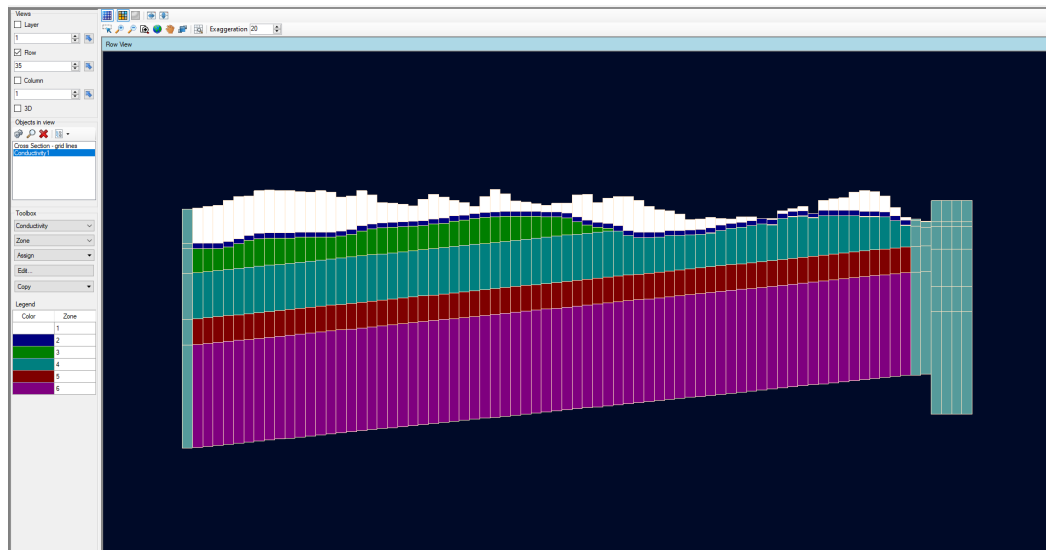 Views
Layer
1
Row
35
Column
1
3D
Objects in view
Cross Section - grid lines
Conductivity1
Toolbox
Conductivity
Zone
Assign
Edit...
Copy
Legend
Color Zone
1
2
3
4
5
6
Exaggeration 20
Row View